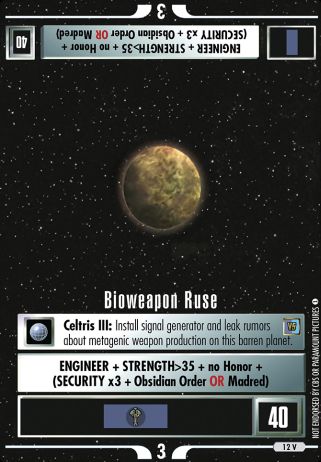 3
ENGINEER + STRENGTH>35 + no Honor +
(SECURITY x3 + Obsidian Order OR Madred)
40
Bioweapon Ruse
Celtris III: Install signal generator and leak rumors
about metagenic weapon production on this barren planet.
ENGINEER + STRENGTH>35 + no Honor +
(SECURITY x3 + Obsidian Order OR Madred)
40
3
12 V
NOT ENDORSED BY CBS OR PARAMOUNT PICTURES